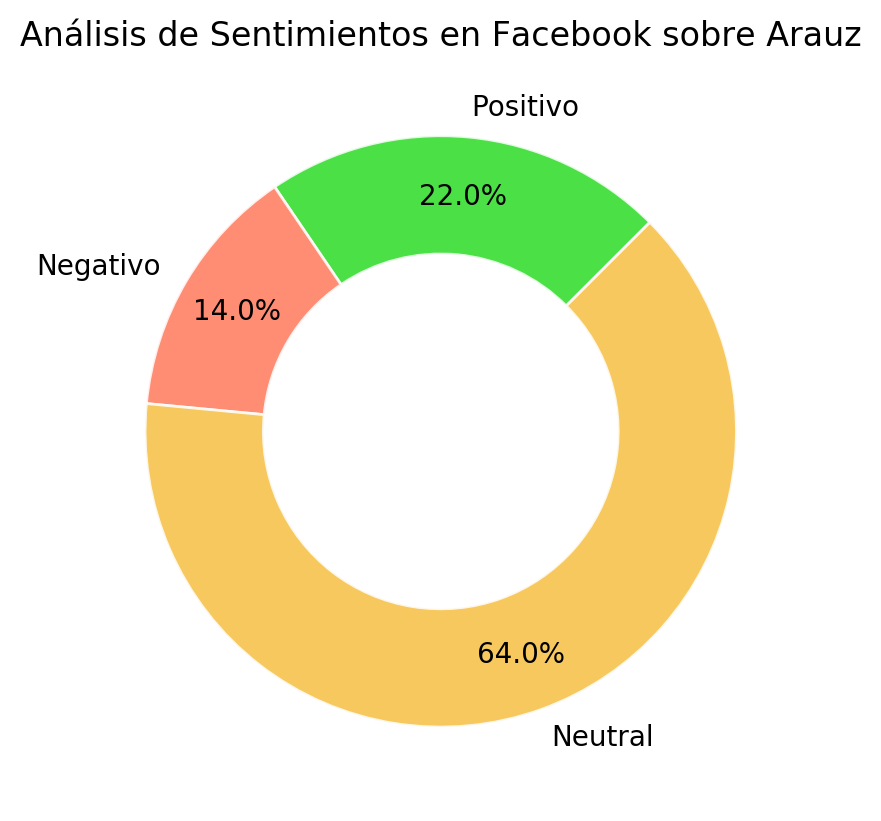 Análisis de Sentimientos en Facebook sobre Arauz
Positivo
22.0%
Negativo
14.0%
64.0%
Neutral